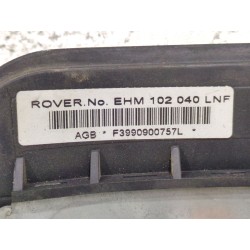 ROVER.No. EHM 102 040 LNF
AGB * F3990900757L *